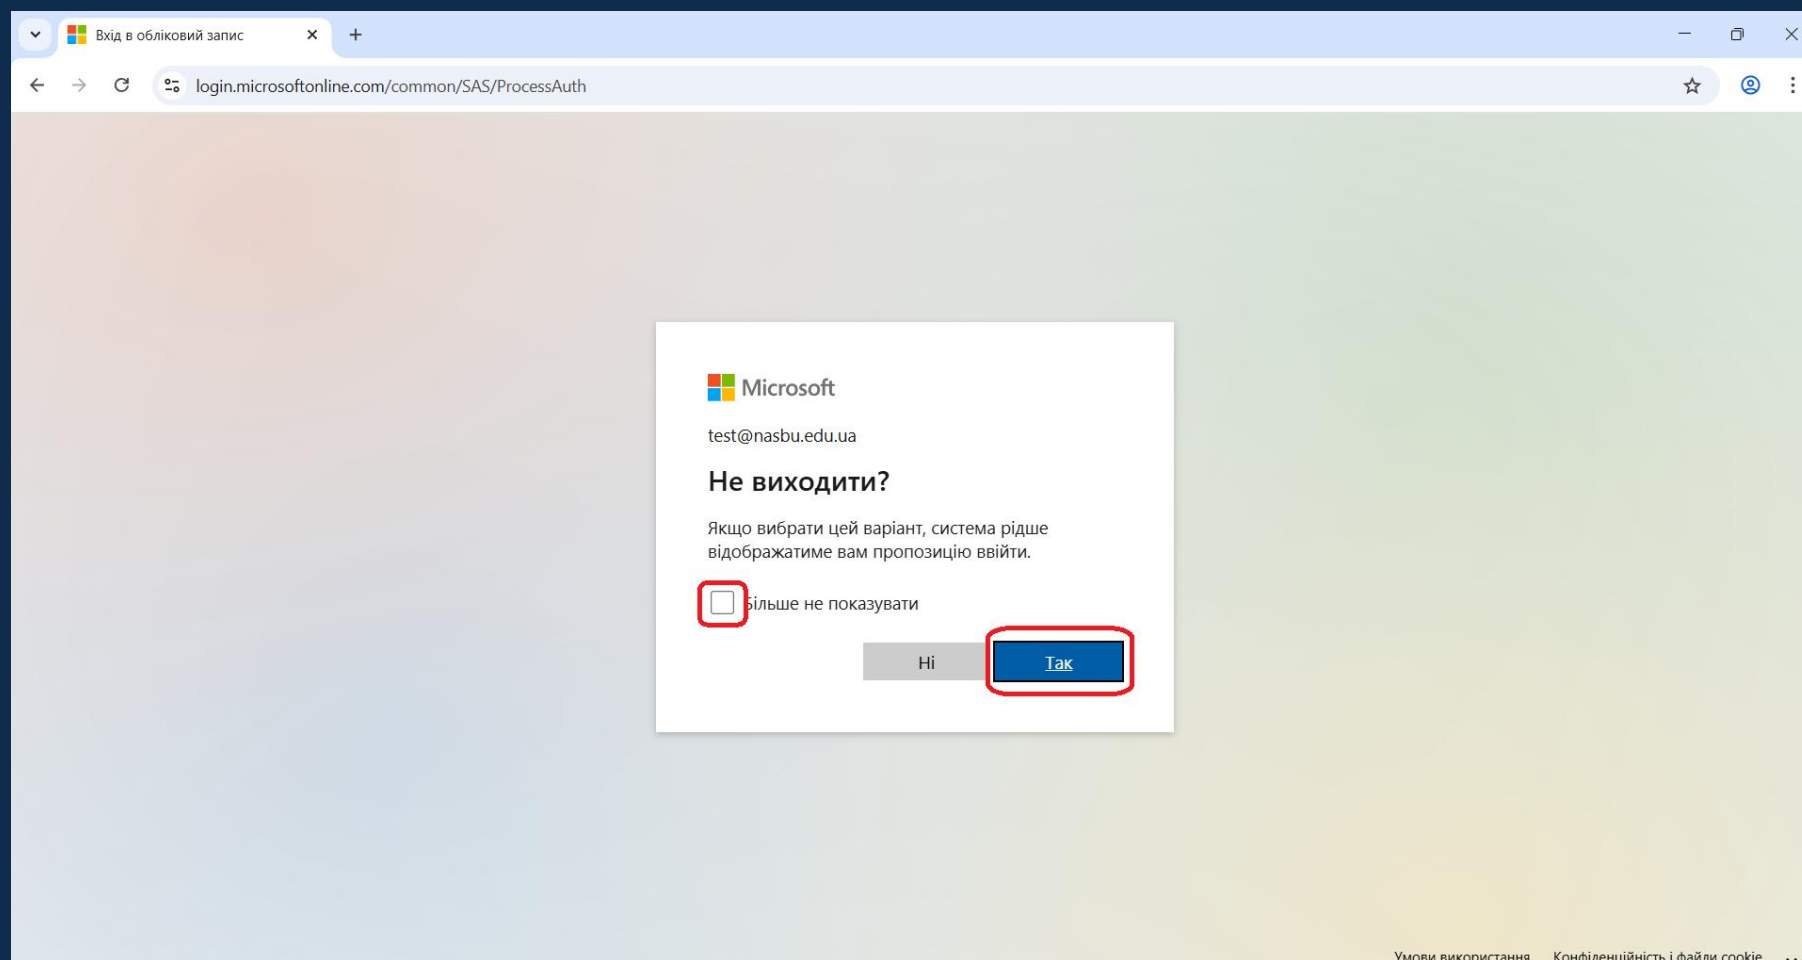 Вхід в обліковий запис
login.microsoftonline.com/common/SAS/ProcessAuth
Microsoft
test@nasbu.edu.ua
Не виходити?
Якщо вибрати цей варіант, система рідше
відображатиме вам пропозицію ввійти.
Більше не показувати
Ні Так
Умови використання Конфіденційність і файли cookie